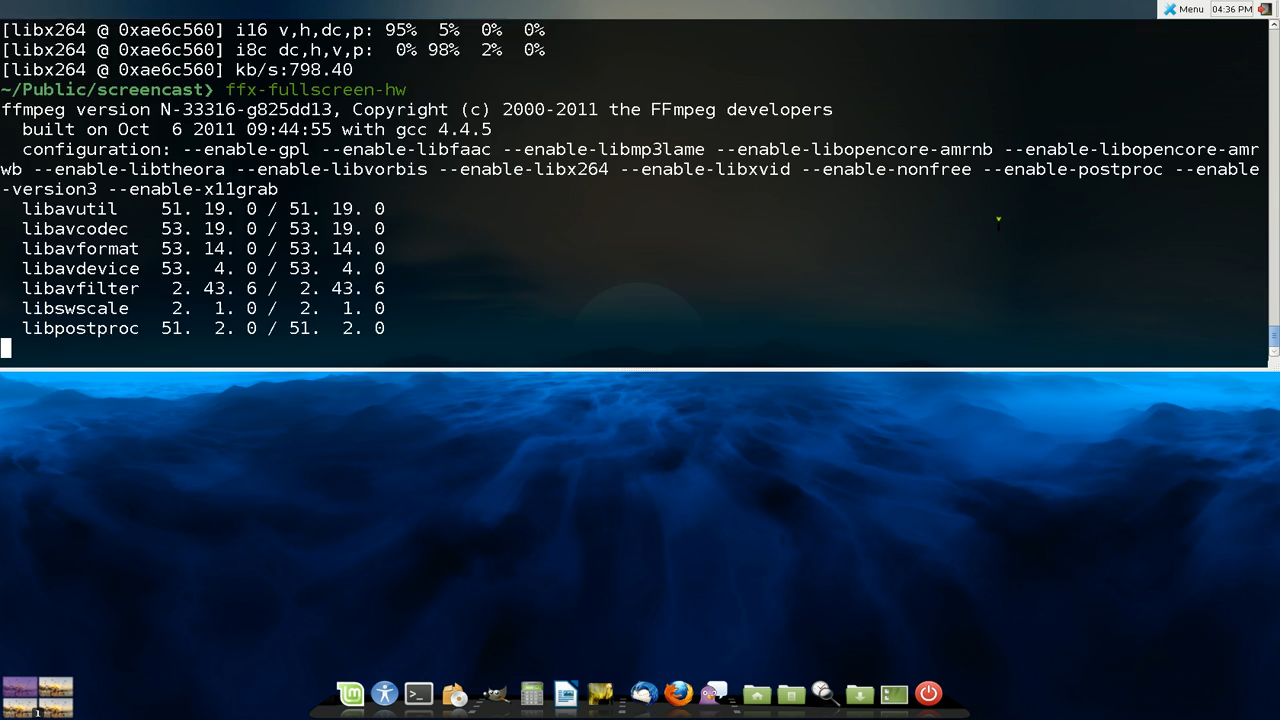 Menu 04:36 PM
[libx264 @ 0xae6c560] i16 v,h,dc,p: 95%  5%  0%  0%
[libx264 @ 0xae6c560] i8c dc,h,v,p:  0% 98%  2%  0%
[libx264 @ 0xae6c560] kb/s:798.40
~/Public/screencast❯ ffx-fullscreen-hw
ffmpeg version N-33316-g825dd13, Copyright (c) 2000-2011 the FFmpeg developers
  built on Oct  6 2011 09:44:55 with gcc 4.4.5
  configuration: --enable-gpl --enable-libfaac --enable-libmp3lame --enable-libopencore-amrnb --enable-libopencore-amr
wb --enable-libtheora --enable-libvorbis --enable-libx264 --enable-libxvid --enable-nonfree --enable-postproc --enable
-version3 --enable-x11grab
  libavutil    51. 19. 0 / 51. 19. 0
  libavcodec   53. 19. 0 / 53. 19. 0
  libavformat  53. 14. 0 / 53. 14. 0
  libavdevice  53.  4. 0 / 53.  4. 0
  libavfilter   2. 43. 6 /  2. 43. 6
  libswscale    2.  1. 0 /  2.  1. 0
  libpostproc  51.  2. 0 / 51.  2. 0
1